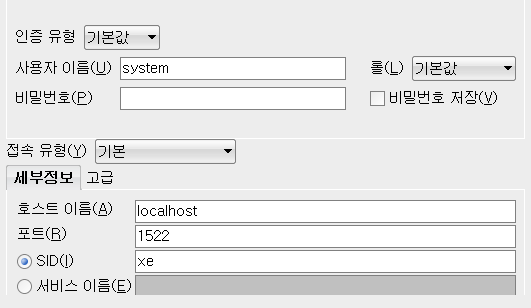 인증 유형 기본값
사용자 이름(U) system 롤(L) 기본값
비밀번호(P) 비밀번호 저장(V)
접속 유형(Y) 기본
세부정보 고급
호스트 이름(A) localhost
포트(R) 1522
SID(I) xe
서비스 이름(E)